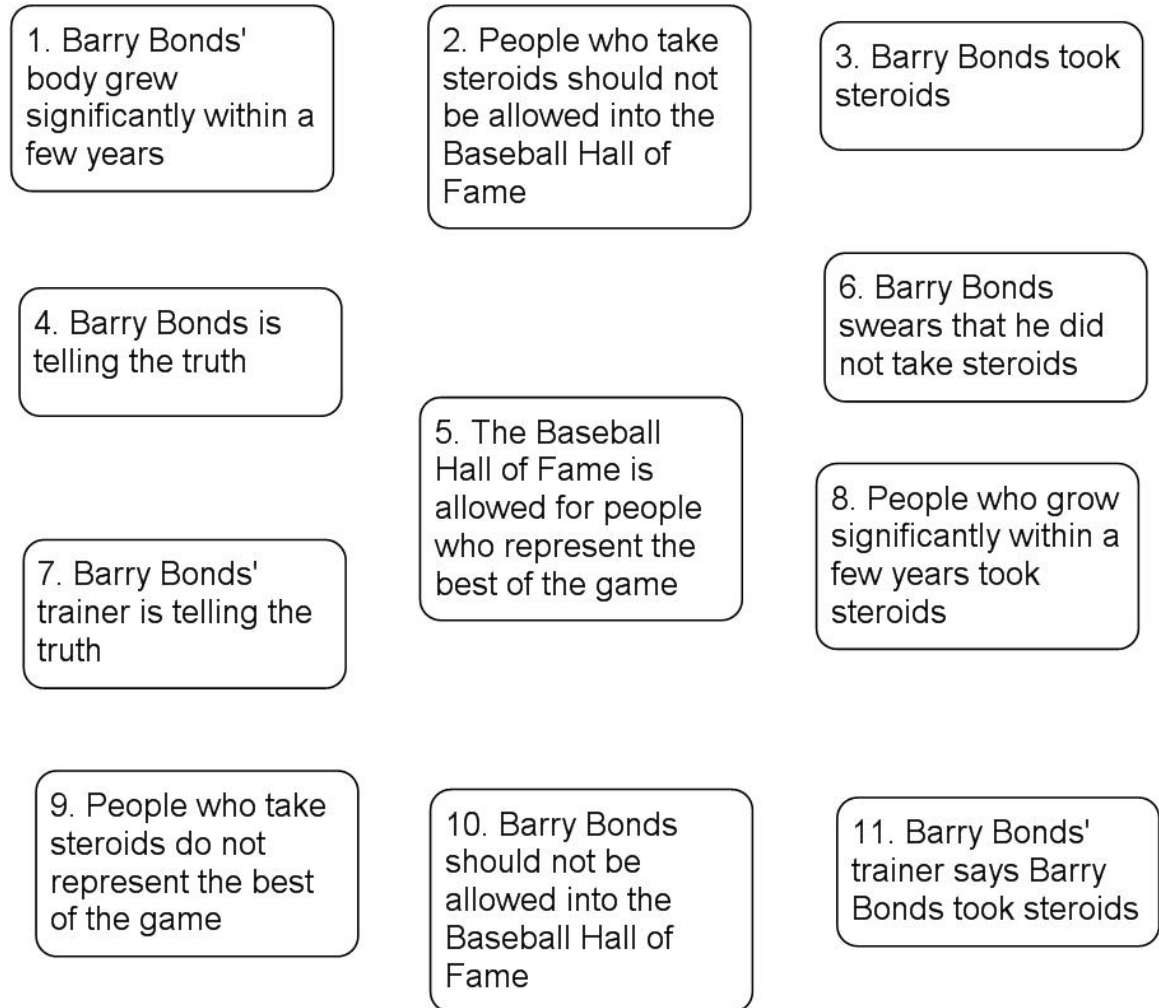 1. Barry Bonds'
body grew
significantly within a
few years
2. People who take
steroids should not
be allowed into the
Baseball Hall of
Fame
3. Barry Bonds took
steroids
4. Barry Bonds is
telling the truth
5. The Baseball
Hall of Fame is
allowed for people
who represent the
best of the game
6. Barry Bonds
swears that he did
not take steroids
7. Barry Bonds'
trainer is telling the
truth
8. People who grow
significantly within a
few years took
steroids
9. People who take
steroids do not
represent the best
of the game
10. Barry Bonds
should not be
allowed into the
Baseball Hall of
Fame
11. Barry Bonds'
trainer says Barry
Bonds took steroids